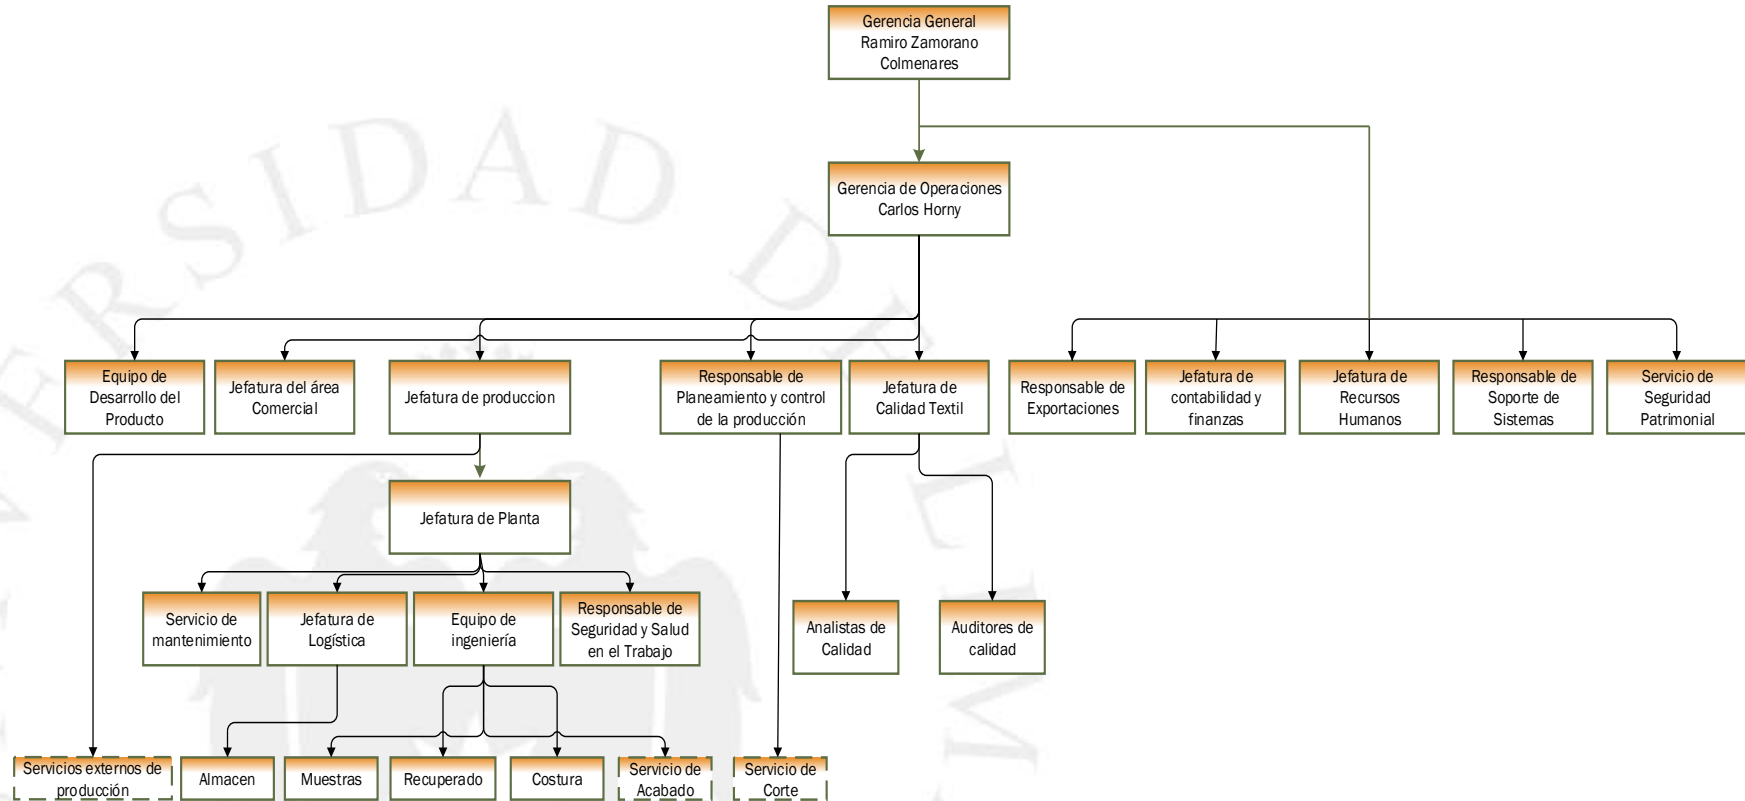 Gerencia General
Ramiro Zamorano
Colmenares
Gerencia de Operaciones
Carlos Horny
Equipo de
Desarrollo del
Producto
Jefatura del área
Comercial
Jefatura de produccion
Responsable de
Planeamiento y control
de la producción
Jefatura de
Calidad Textil
Responsable de
Exportaciones
Jefatura de
contabilidad y
finanzas
Jefatura de
Recursos
Humanos
Responsable de
Soporte de
Sistemas
Servicio de
Seguridad
Patrimonial
Jefatura de Planta
Servicio de
mantenimiento
Jefatura de
Logística
Equipo de
ingeniería
Responsable de
Seguridad y Salud
en el Trabajo
Analistas de
Calidad
Auditores de
calidad
Servicios externos de
producción
Almacen
Muestras
Recuperado
Costura
Servicio de
Acabado
Servicio de
Corte
ERSIDAD DE LIM